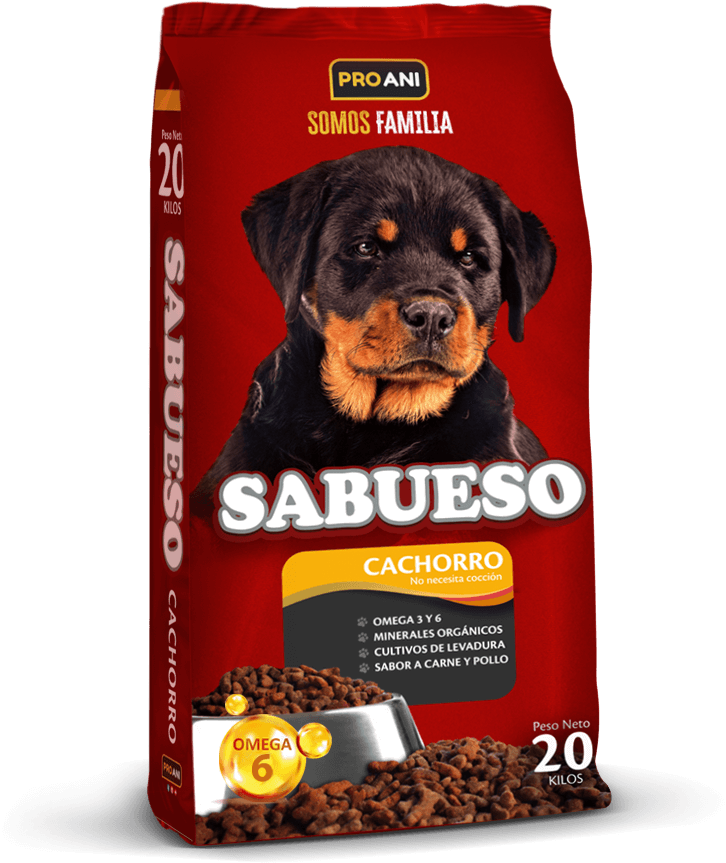 PROANI
SOMOS FAMILIA
Peso Neto
20
KILOS
SABUESO
CACHORRO
PROANI
SABUESO
CACHORRO
No necesita cocción
OMEGA 3 Y 6
MINERALES ORGÁNICOS
CULTIVOS DE LEVADURA
SABOR A CARNE Y POLLO
OMEGA
6
Peso Neto
20
KILOS